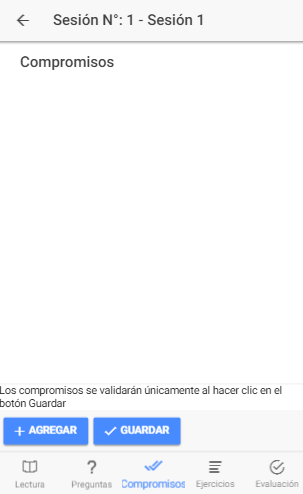 Sesión N°: 1 - Sesión 1
Compromisos
Los compromisos se validarán únicamente al hacer clic en el
botón Guardar
+ AGREGAR
GUARDAR
Lectura
Preguntas
Compromisos
Ejercicios
Evaluación